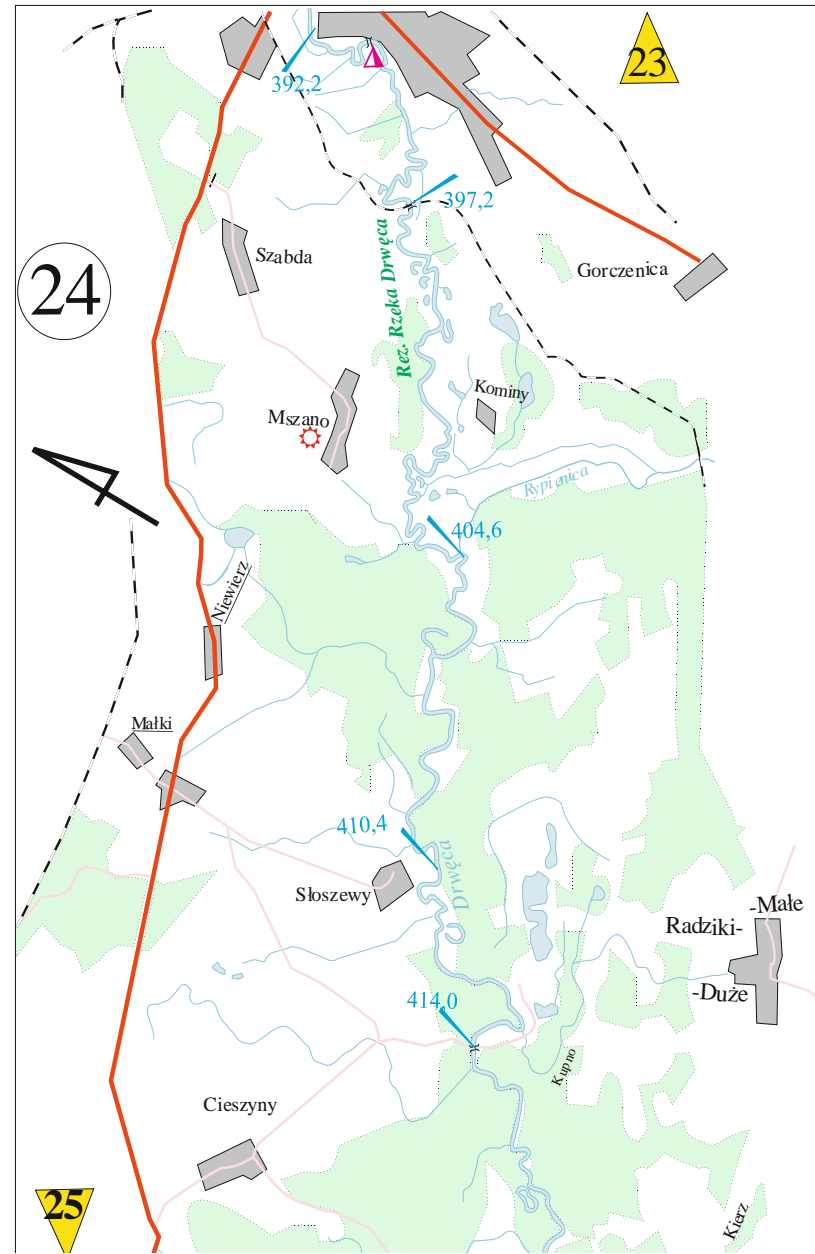 23
392,2
397,2
Szabda
Gorczenica
24
Rez. Rzeka Drwęca
Kominy
Mszano
Rypienica
404,6
Niewierz
Małki
410,4
Drwęca
Słoszewy
-Małe
Radziki-
-Duże
414,0
Kupno
Cieszyny
25
Kierz